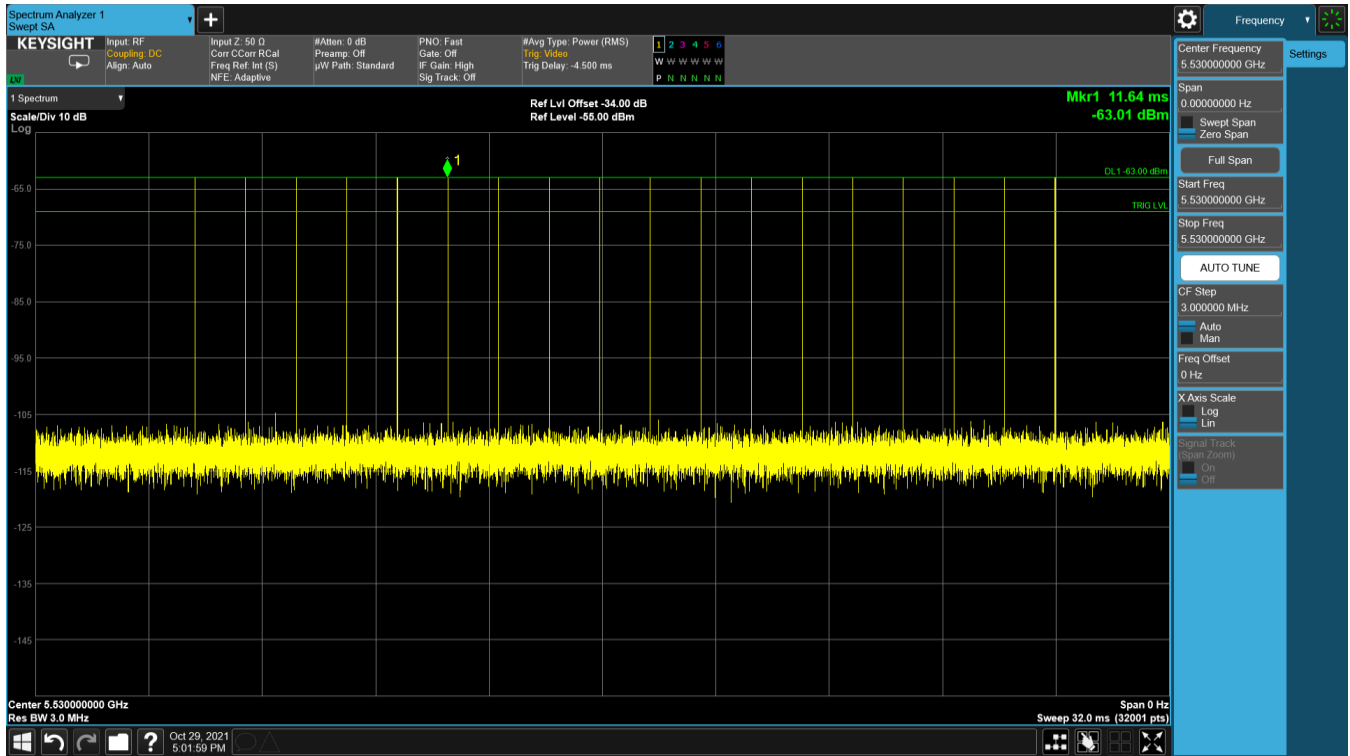 Spectrum Analyzer 1
Swept SA
+
Frequency
KEYSIGHT
Input: RF
Coupling: DC
Align: Auto
Input Z: 50 Ω
Corr CCorr RCal
Freq Ref: Int (S)
NFE: Adaptive
#Atten: 0 dB
Preamp: Off
µW Path: Standard
PNO: Fast
Gate: Off
IF Gain: High
Sig Track: Off
#Avg Type: Power (RMS)
Trig: Video
Trig Delay: -4.500 ms
1 2 3 4 5 6
W W W W W W
P N N N N N
LXI
1 Spectrum
Scale/Div 10 dB
Log
Ref Lvl Offset -34.00 dB
Ref Level -55.00 dBm
Mkr1 11.64 ms
-63.01 dBm
1
DL1 -63.00 dBm
TRIG LVL
-65.0
-75.0
-85.0
-95.0
-105
-115
-125
-135
-145
Center 5.530000000 GHz
Res BW 3.0 MHz
Span 0 Hz
Sweep 32.0 ms (32001 pts)
Center Frequency
5.530000000 GHz
Settings
Span
0.00000000 Hz
Swept Span
Zero Span
Full Span
Start Freq
5.530000000 GHz
Stop Freq
5.530000000 GHz
AUTO TUNE
CF Step
3.000000 MHz
Auto
Man
Freq Offset
0 Hz
X Axis Scale
Log
Lin
Signal Track
(Span Zoom)
On
Off
?
Oct 29, 2021
5:01:59 PM